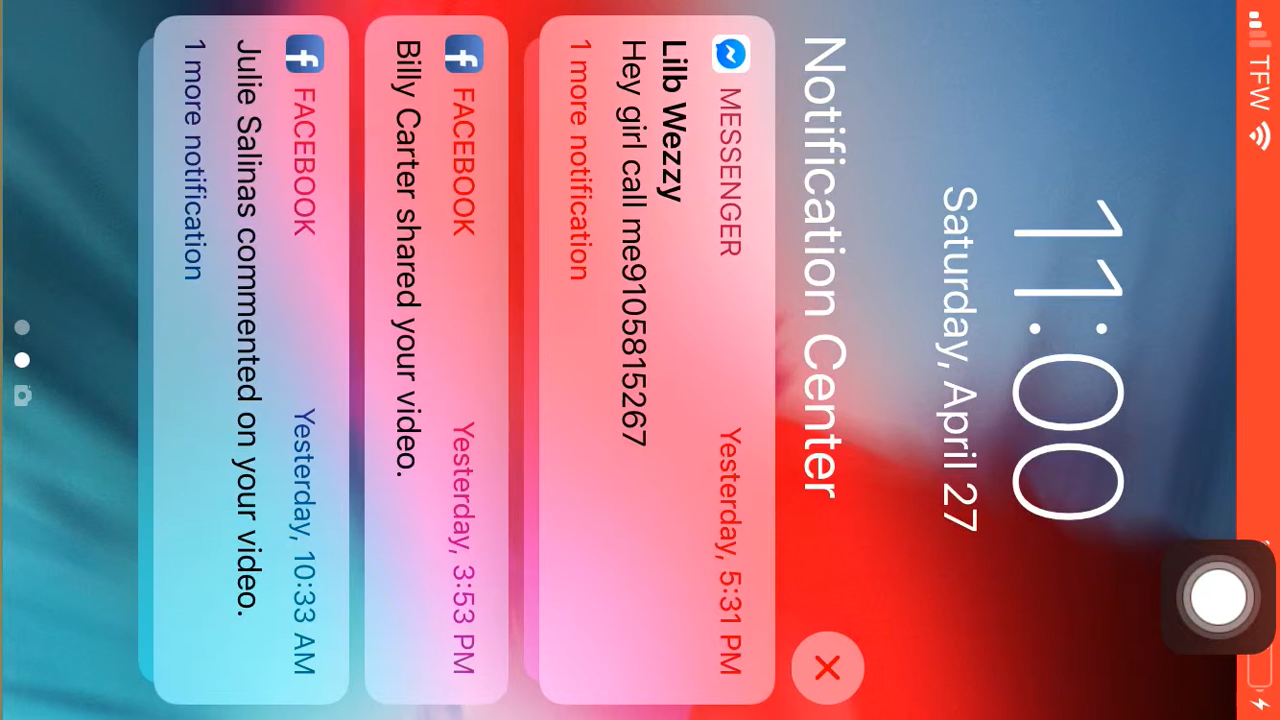 TFW
11:00
Saturday, April 27
Notification Center
MESSENGER
Yesterday, 5:31 PM
Lilb Wezzy
Hey girl call me9105815267
1 more notification
FACEBOOK
Yesterday, 3:53 PM
Billy Carter shared your video.
FACEBOOK
Yesterday, 10:33 AM
Julie Salinas commented on your video.
1 more notification